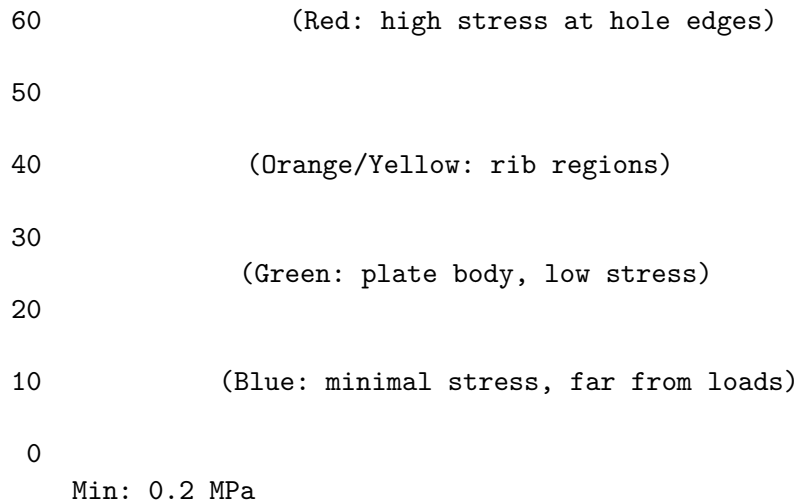 60 (Red: high stress at hole edges)
50
40 (Orange/Yellow: rib regions)
30
(Green: plate body, low stress)
20
10 (Blue: minimal stress, far from loads)
0
Min: 0.2 MPa